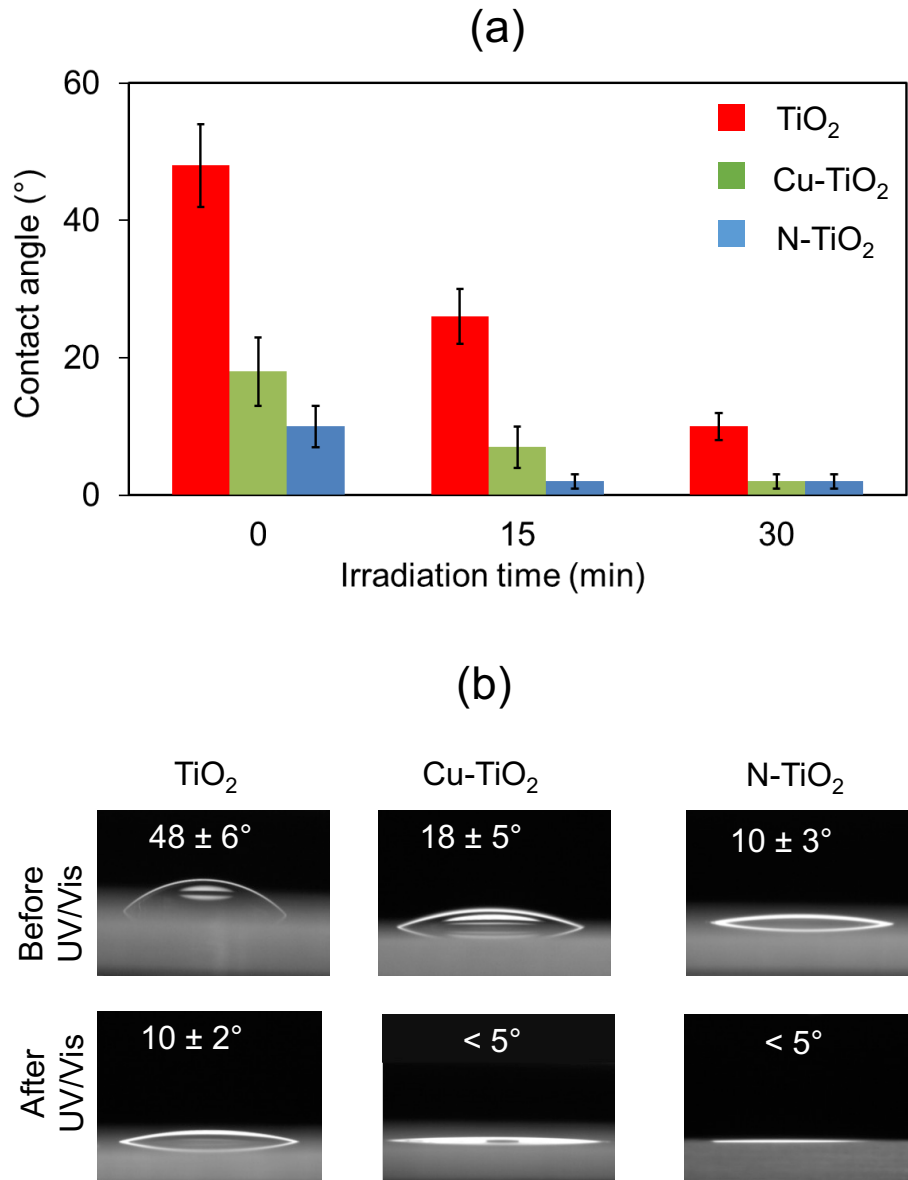 (a)
60
40
20
0
Contact angle (°)
TiO₂
Cu-TiO₂
N-TiO₂
0 15 30
Irradiation time (min)
(b)
TiO₂ Cu-TiO₂ N-TiO₂
Before
UV/Vis
48 ± 6° 18 ± 5° 10 ± 3°
After
UV/Vis
10 ± 2° < 5° < 5°